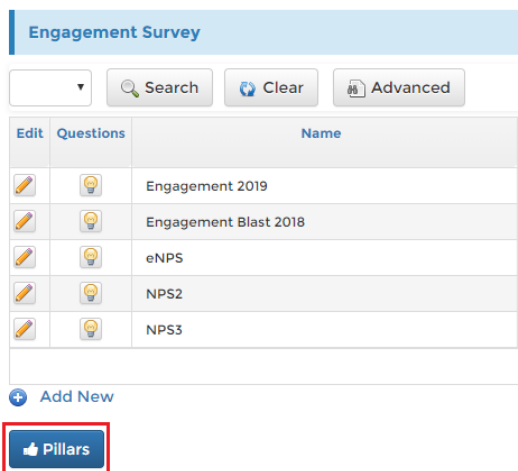 Engagement Survey
Search Clear Advanced
Edit Questions Name
Engagement 2019
Engagement Blast 2018
eNPS
NPS2
NPS3
Add New
Pillars